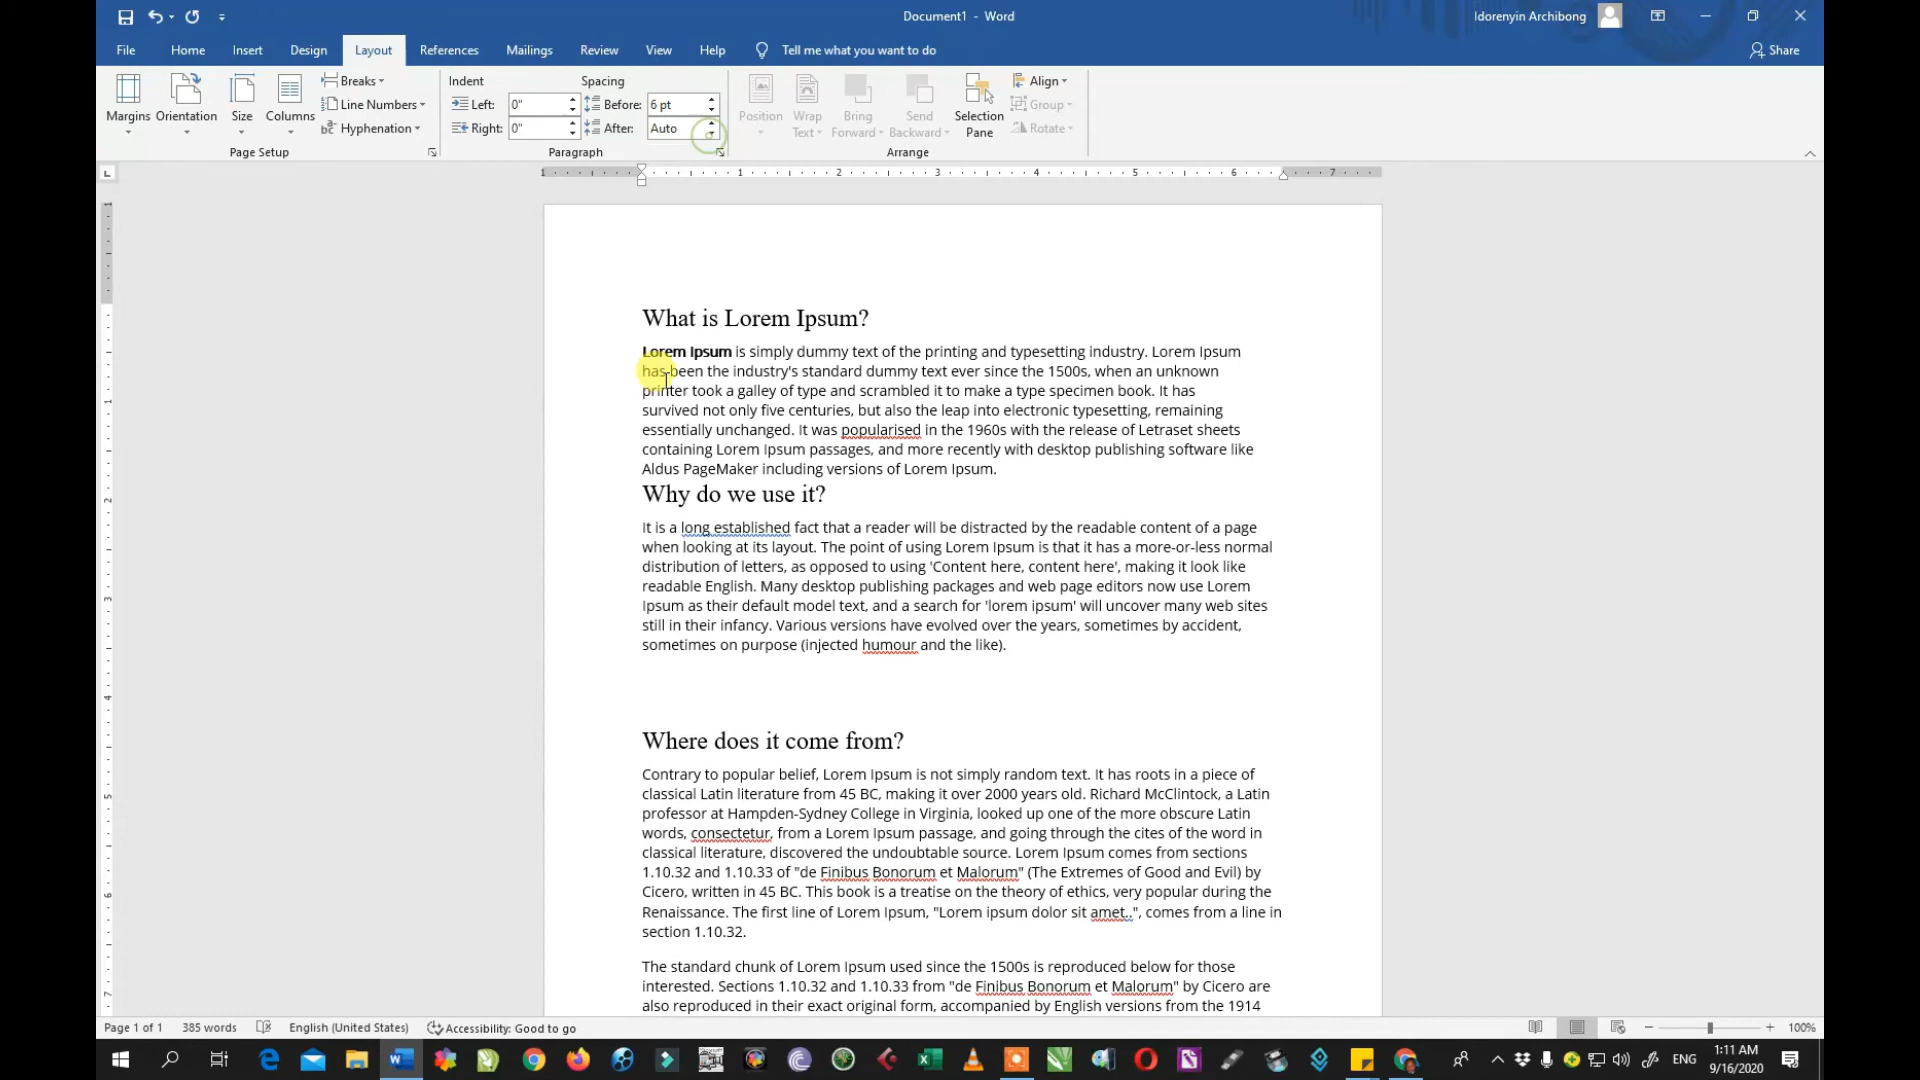 Document1 - Word
Idorenyin Archibong
File Home Insert Design Layout References Mailings Review View Help Tell me what you want to do Share
Margins
Orientation
Size
Columns
Breaks
Line Numbers
Hyphenation
Page Setup
Indent
Left: 0"
Right: 0"
Spacing
Before: 6 pt
After: Auto
Paragraph
Position
Wrap Text
Bring Forward
Send Backward
Selection Pane
Align
Group
Rotate
Arrange
1 1 2 3 4 5 6 7
What is Lorem Ipsum?
Lorem Ipsum is simply dummy text of the printing and typesetting industry. Lorem Ipsum
has been the industry's standard dummy text ever since the 1500s, when an unknown
printer took a galley of type and scrambled it to make a type specimen book. It has
survived not only five centuries, but also the leap into electronic typesetting, remaining
essentially unchanged. It was popularised in the 1960s with the release of Letraset sheets
containing Lorem Ipsum passages, and more recently with desktop publishing software like
Aldus PageMaker including versions of Lorem Ipsum.
Why do we use it?
It is a long established fact that a reader will be distracted by the readable content of a page
when looking at its layout. The point of using Lorem Ipsum is that it has a more-or-less normal
distribution of letters, as opposed to using 'Content here, content here', making it look like
readable English. Many desktop publishing packages and web page editors now use Lorem
Ipsum as their default model text, and a search for 'lorem ipsum' will uncover many web sites
still in their infancy. Various versions have evolved over the years, sometimes by accident,
sometimes on purpose (injected humour and the like).
Where does it come from?
Contrary to popular belief, Lorem Ipsum is not simply random text. It has roots in a piece of
classical Latin literature from 45 BC, making it over 2000 years old. Richard McClintock, a Latin
professor at Hampden-Sydney College in Virginia, looked up one of the more obscure Latin
words, consectetur, from a Lorem Ipsum passage, and going through the cites of the word in
classical literature, discovered the undoubtable source. Lorem Ipsum comes from sections
1.10.32 and 1.10.33 of "de Finibus Bonorum et Malorum" (The Extremes of Good and Evil) by
Cicero, written in 45 BC. This book is a treatise on the theory of ethics, very popular during the
Renaissance. The first line of Lorem Ipsum, "Lorem ipsum dolor sit amet..", comes from a line in
section 1.10.32.
The standard chunk of Lorem Ipsum used since the 1500s is reproduced below for those
interested. Sections 1.10.32 and 1.10.33 from "de Finibus Bonorum et Malorum" by Cicero are
also reproduced in their exact original form, accompanied by English versions from the 1914
Page 1 of 1 385 words English (United States) Accessibility: Good to go 100%
ENG
1:11 AM
9/16/2020